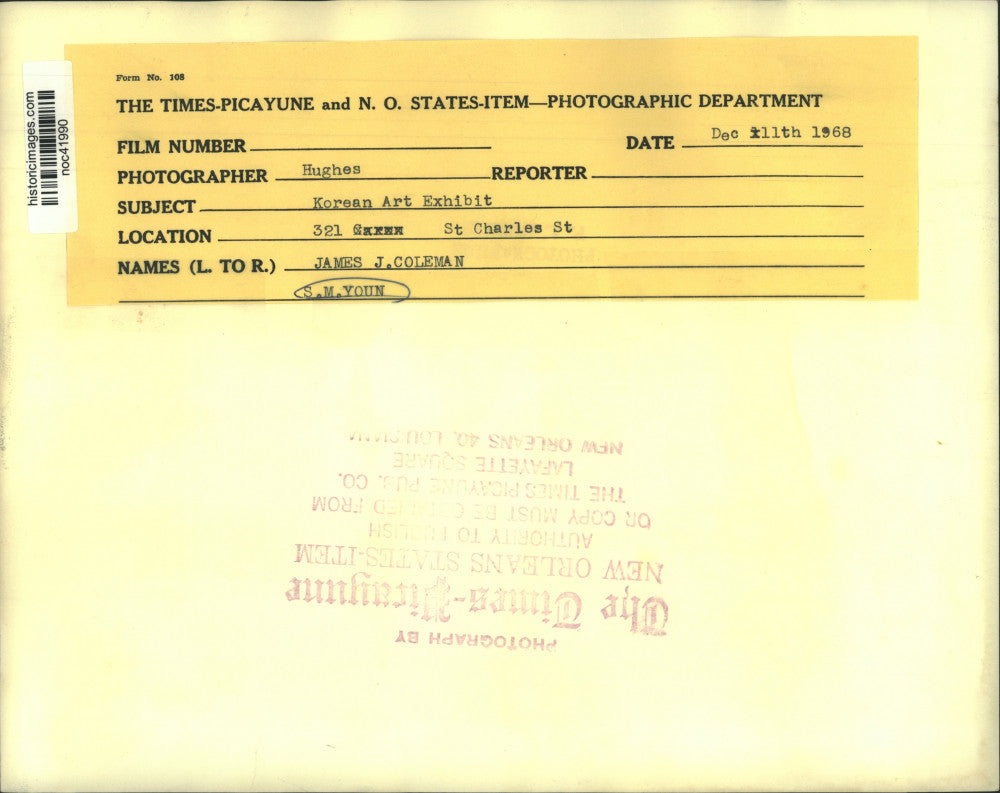 historicimages.com
noc41990
Form No. 108
THE TIMES-PICAYUNE and N. O. STATES-ITEM—PHOTOGRAPHIC DEPARTMENT
FILM NUMBER DATE Dec 11th 1968
PHOTOGRAPHER Hughes REPORTER
SUBJECT Korean Art Exhibit
LOCATION 321 St Charles St
NAMES (L. TO R.) JAMES J.COLEMAN
S.M.YOUN
PHOTOGRAPH BY
The Times-Picayune
NEW ORLEANS STATES-ITEM
AUTHORITY TO PUBLISH
OR COPY MUST BE OBTAINED FROM
THE TIMES PICAYUNE PUB. CO.
LAFAYETTE SQUARE
NEW ORLEANS 40, LOUISIANA